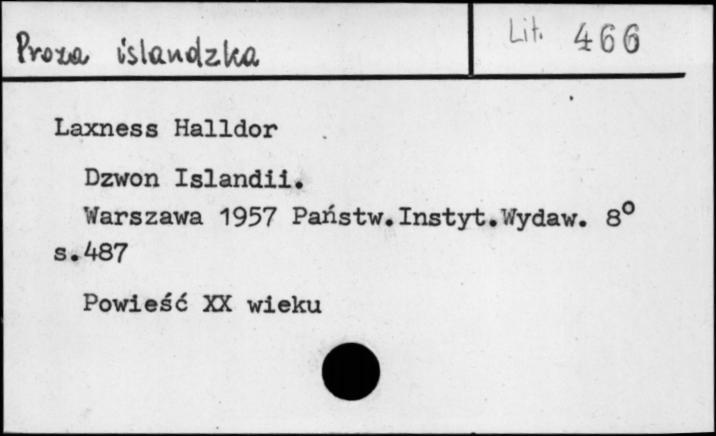 Proza islandzka
Lit. 466
Laxness Halldor
Dzwon Islandii.
Warszawa 1957 Państw.Instyt.Wydaw. 8°
s.487
Powieść XX wieku